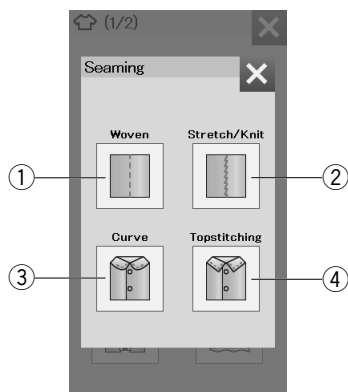 (1/2)
Seaming
Woven Stretch/Knit
1 2
Curve Topstitching
3 4